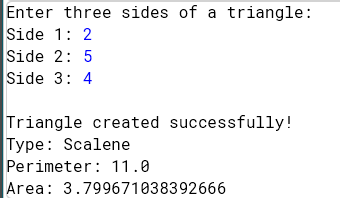 Enter three sides of a triangle:
Side 1: 2
Side 2: 5
Side 3: 4
Triangle created successfully!
Type: Scalene
Perimeter: 11.0
Area: 3.799671038392666